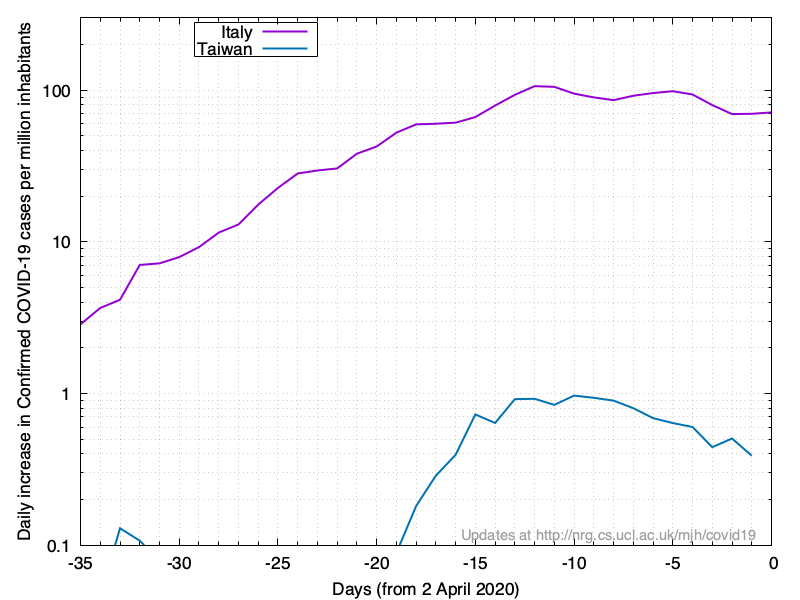 Italy
Taiwan
Daily increase in Confirmed COVID-19 cases per million inhabitants
100
10
1
0.1
-35 -30 -25 -20 -15 -10 -5 0
Updates at http://nrg.cs.ucl.ac.uk/mjh/covid19
Days (from 2 April 2020)